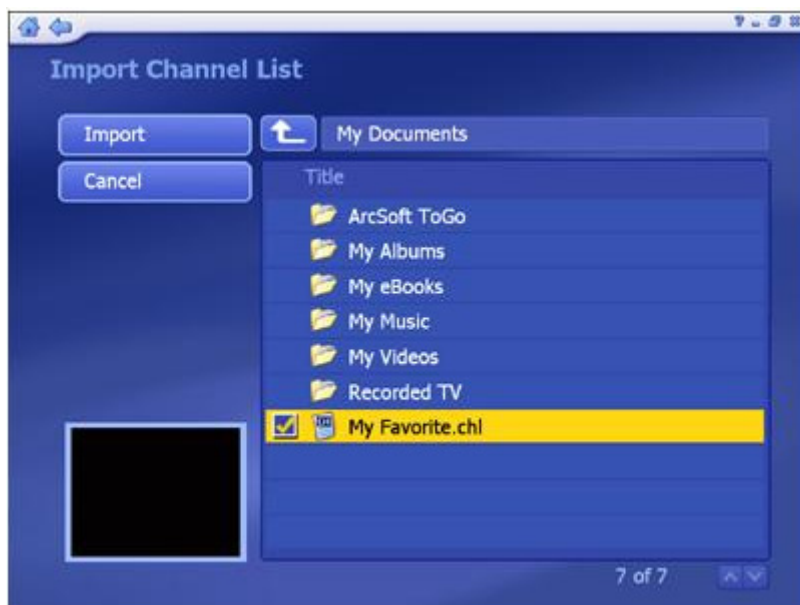 Import Channel List
Import
My Documents
Cancel
Title
ArcSoft ToGo
My Albums
My eBooks
My Music
My Videos
Recorded TV
My Favorite.chl
7 of 7